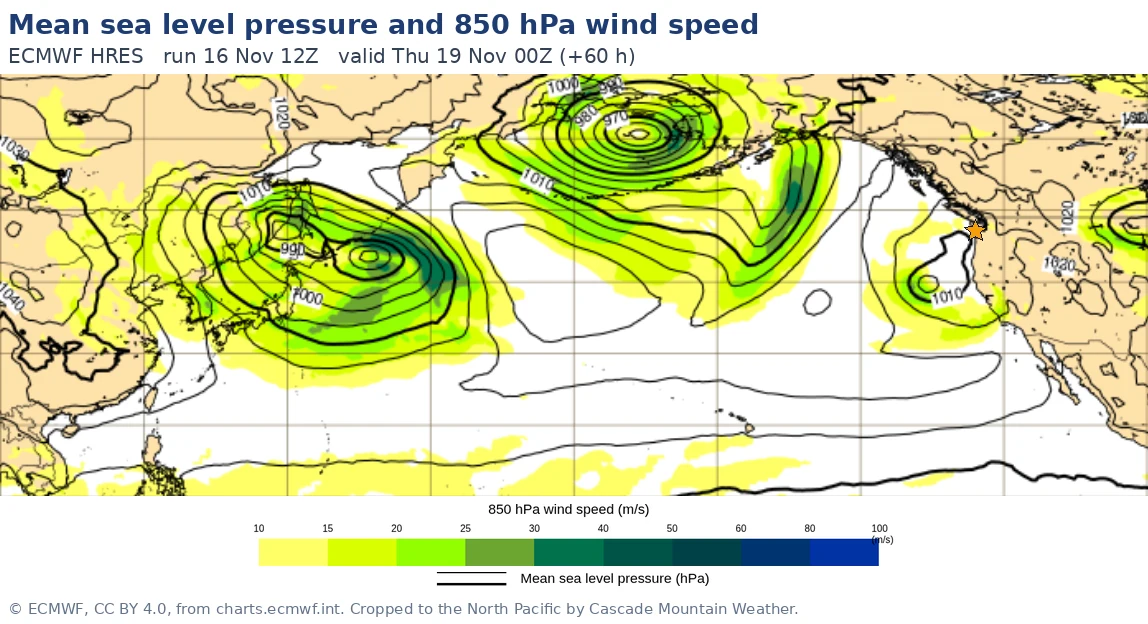 Mean sea level pressure and 850 hPa wind speed
ECMWF HRES run 16 Nov 12Z valid Thu 19 Nov 00Z (+60 h)
1000
980
970
1020
1030
1010
1010
990
1000
1040
1010
1020
1020
850 hPa wind speed (m/s)
10 15 20 25 30 40 50 60 80 100
(m/s)
Mean sea level pressure (hPa)
© ECMWF, CC BY 4.0, from charts.ecmwf.int. Cropped to the North Pacific by Cascade Mountain Weather.